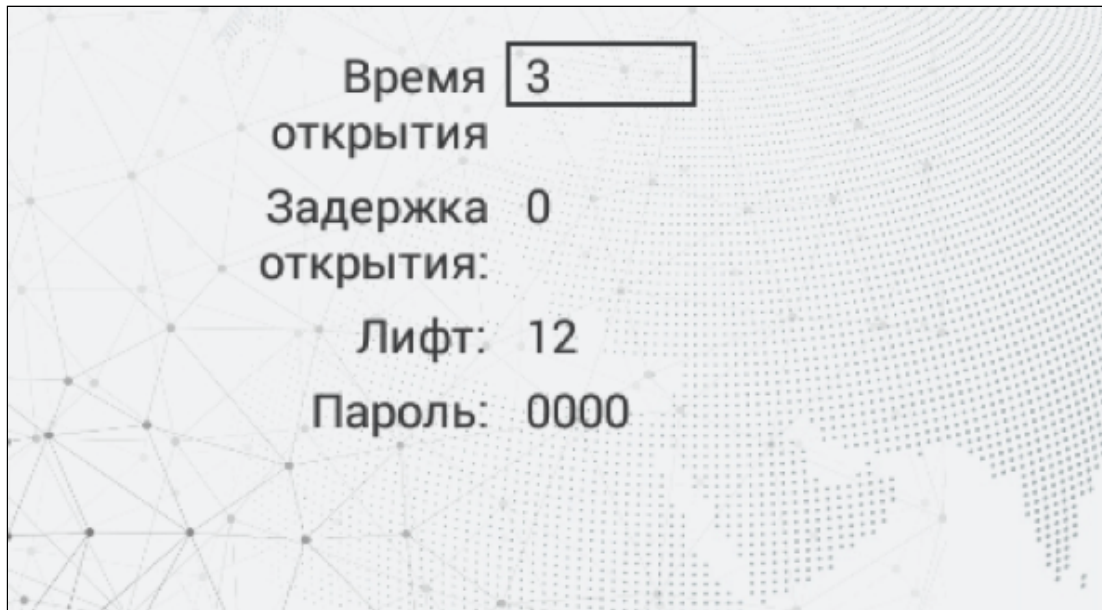 Время 3
открытия
Задержка 0
открытия:
Лифт: 12
Пароль: 0000